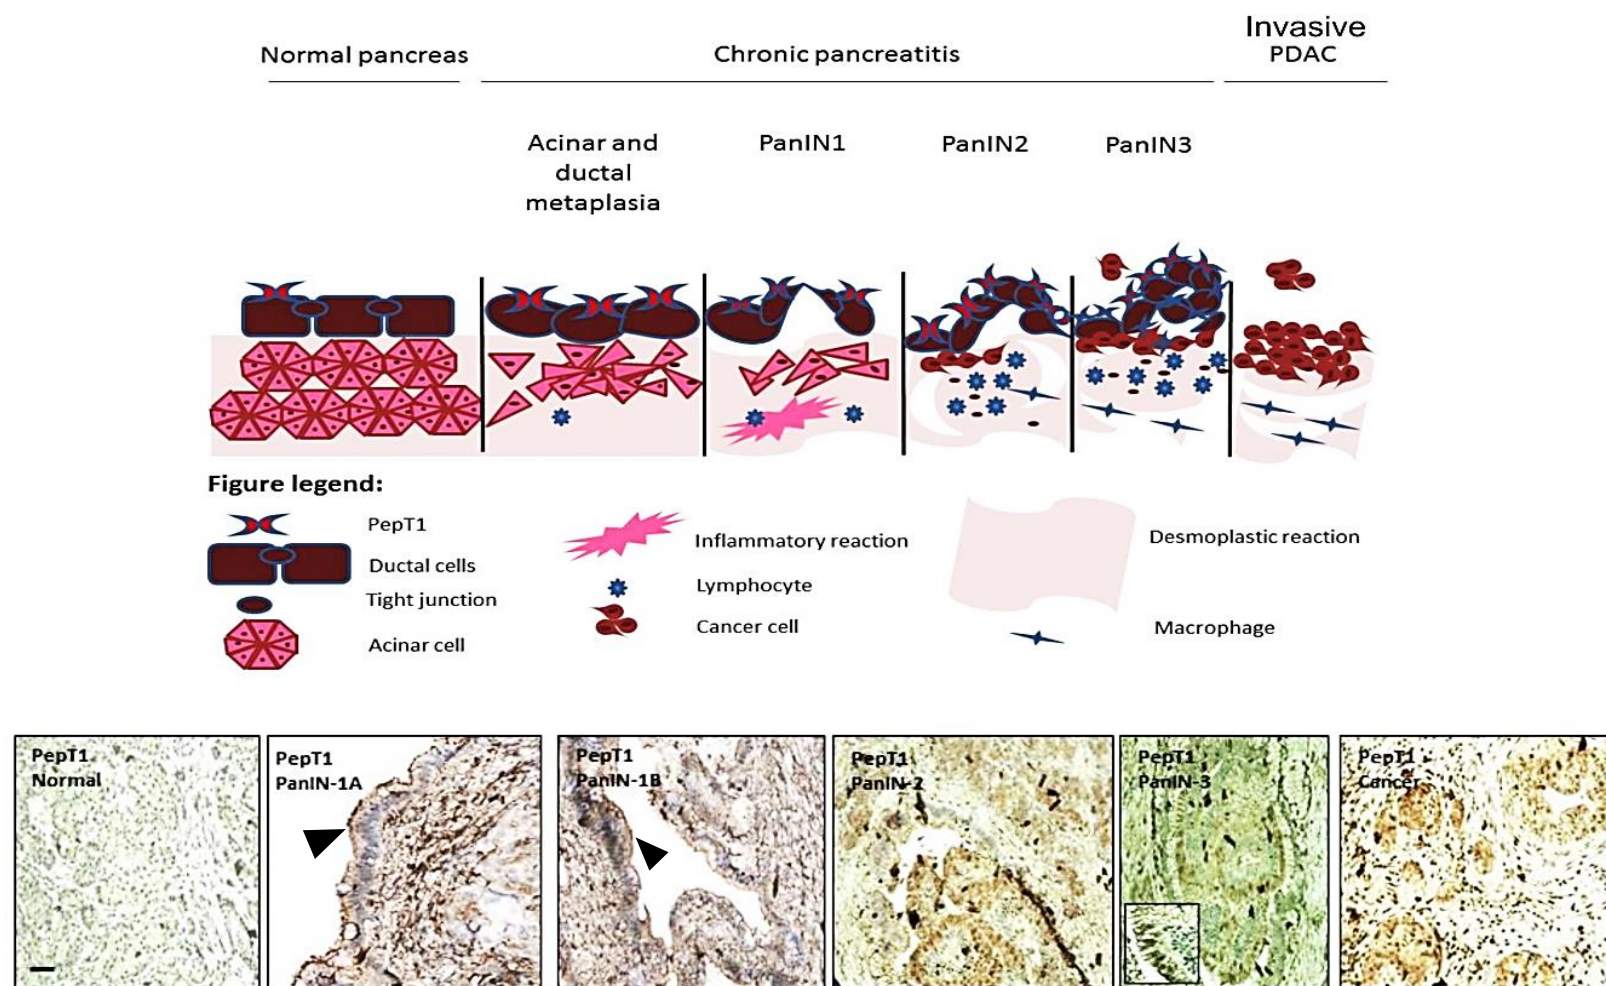 Normal pancreas
Chronic pancreatitis
Invasive
PDAC
Acinar and
ductal
metaplasia
PanIN1
PanIN2
PanIN3
Figure legend:
PepT1
Ductal cells
Tight junction
Acinar cell
Inflammatory reaction
Lymphocyte
Cancer cell
Desmoplastic reaction
Macrophage
PepT1
Normal
PepT1
PanIN-1A
PepT1
PanIN-1B
PepT1
PanIN-2
PepT1
PanIN-3
PepT1
Cancer